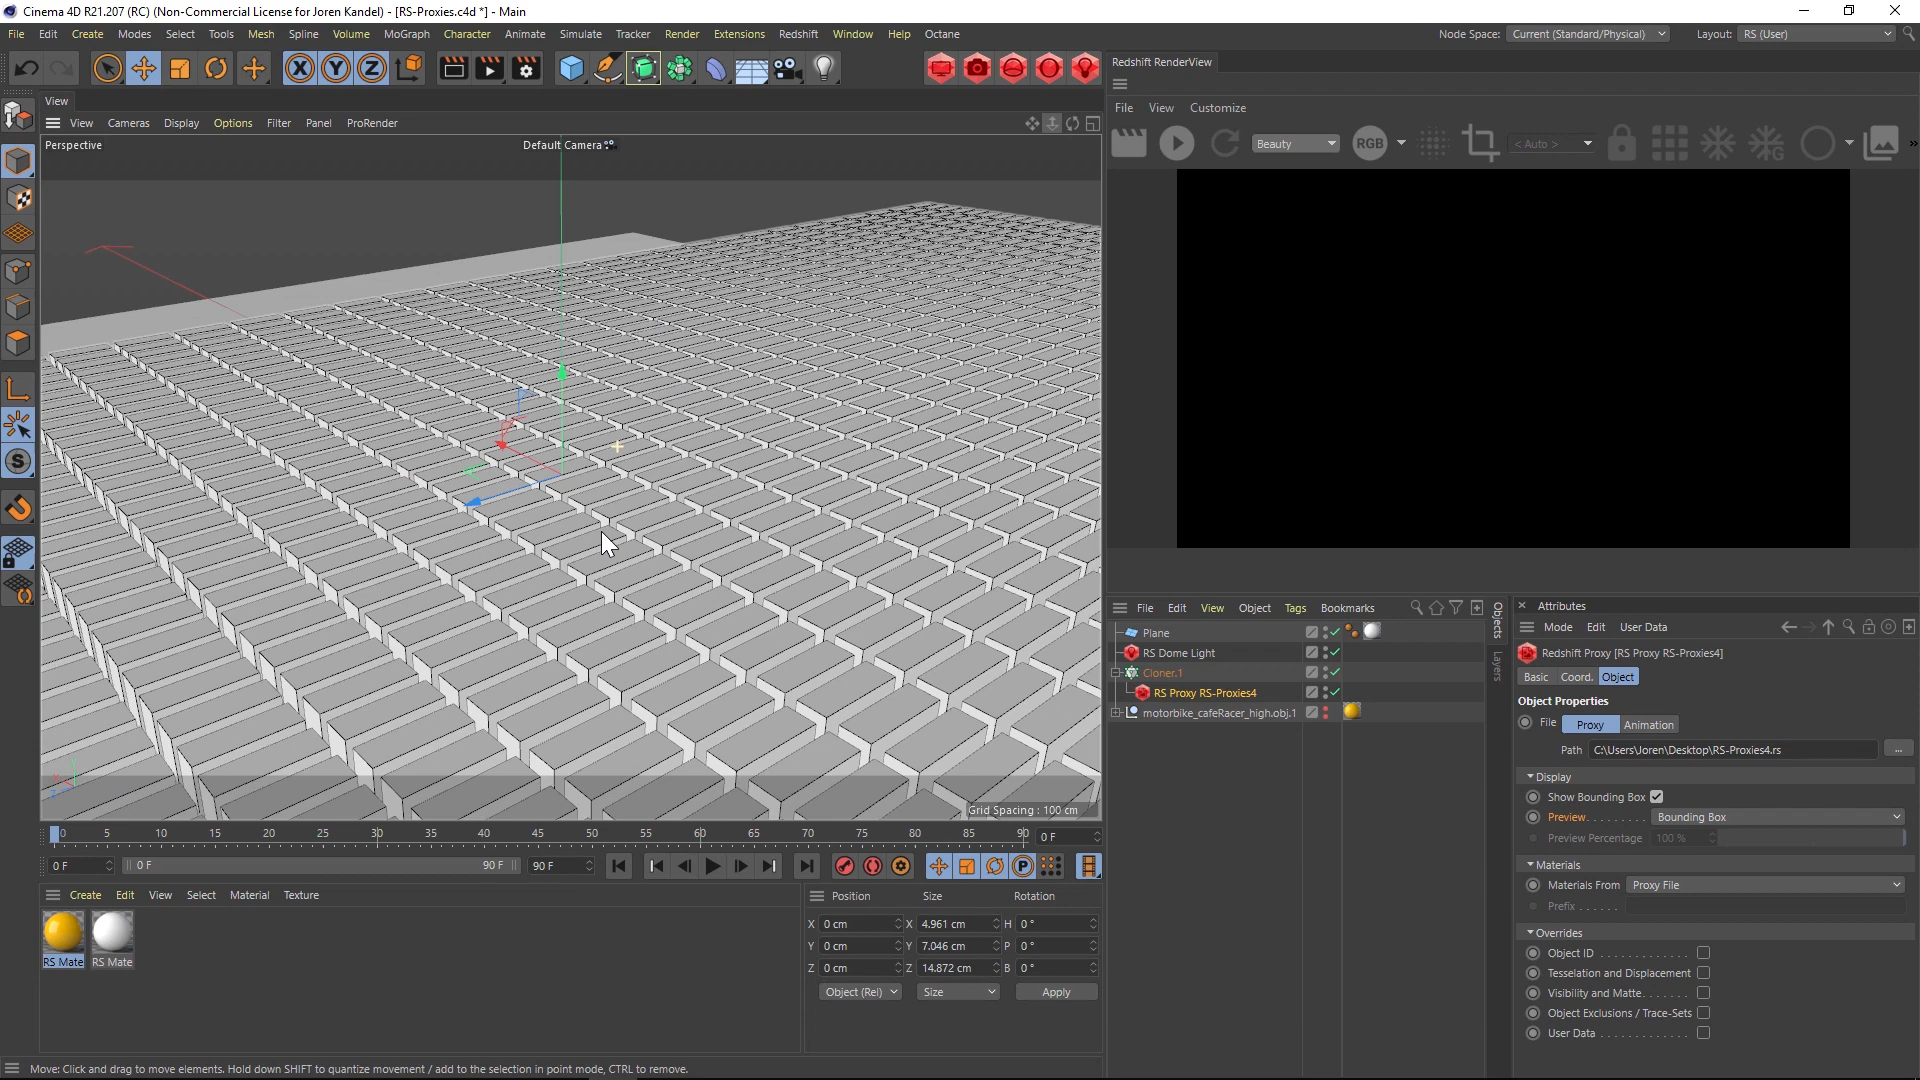 Cinema 4D R21.207 (RC) (Non-Commercial License for Joren Kandel) - [RS-Proxies.c4d *] - Main
File Edit Create Modes Select Tools Mesh Spline Volume MoGraph Character Animate Simulate Tracker Render Extensions Redshift Window Help Octane
Node Space: Current (Standard/Physical) Layout: RS (User)
X Y Z
View
View Cameras Display Options Filter Panel ProRender
Perspective
Default Camera
Grid Spacing : 100 cm
S
Redshift RenderView
File View Customize
Beauty RGB < Auto >
0 5 10 15 20 25 30 35 40 45 50 55 60 65 70 75 80 85 90 0 F
0 F 0 F 90 F 90 F
P
Create Edit View Select Material Texture
RS Mate RS Mate
Position Size Rotation
X 0 cm X 4.961 cm H 0 °
Y 0 cm Y 7.046 cm P 0 °
Z 0 cm Z 14.872 cm B 0 °
Object (Rel) Size Apply
File Edit View Object Tags Bookmarks
Plane
RS Dome Light
Cloner.1
RS Proxy RS-Proxies4
motorbike_cafeRacer_high.obj.1
Objects
Layers
Attributes
Mode Edit User Data
Redshift Proxy [RS Proxy RS-Proxies4]
Basic Coord. Object
Object Properties
File Proxy Animation
Path C:\Users\Joren\Desktop\RS-Proxies4.rs ...
Display
Show Bounding Box
Preview. . . . . . . . . Bounding Box
Preview Percentage 100 %
Materials
Materials From Proxy File
Prefix . . . . . .
Overrides
Object ID . . . . . . . . . . . . .
Tesselation and Displacement
Visibility and Matte. . . . . . .
Object Exclusions / Trace-Sets
User Data . . . . . . . . . . . . .
Move: Click and drag to move elements. Hold down SHIFT to quantize movement / add to the selection in point mode, CTRL to remove.